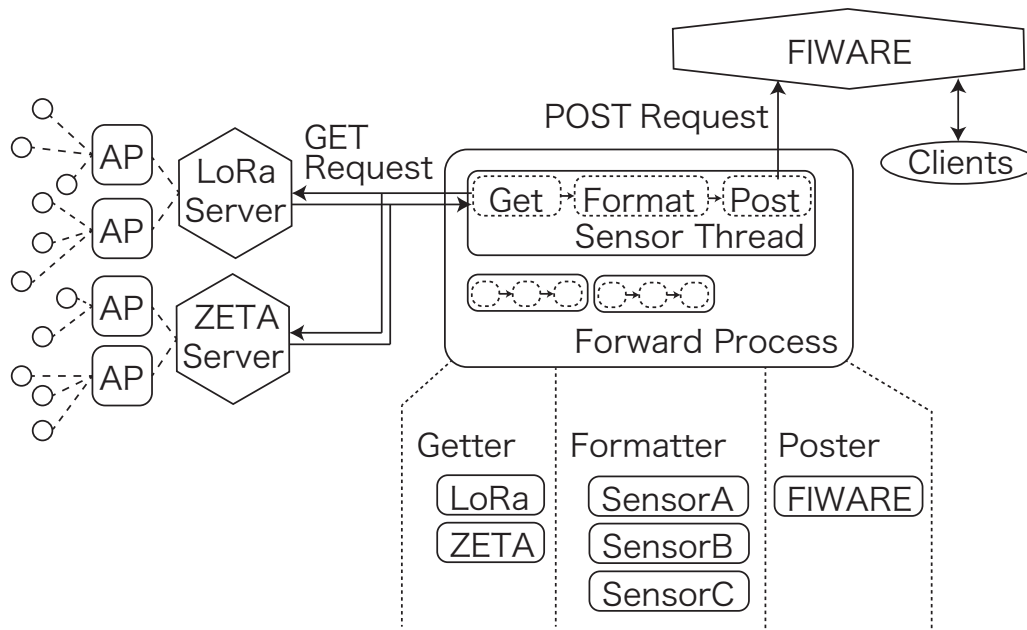 FIWARE
POST Request
Clients
GET
Request
AP
LoRa
Server
AP
Get
Format
Post
Sensor Thread
AP
ZETA
Server
AP
Forward Process
Getter
LoRa
ZETA
Formatter
SensorA
SensorB
SensorC
Poster
FIWARE